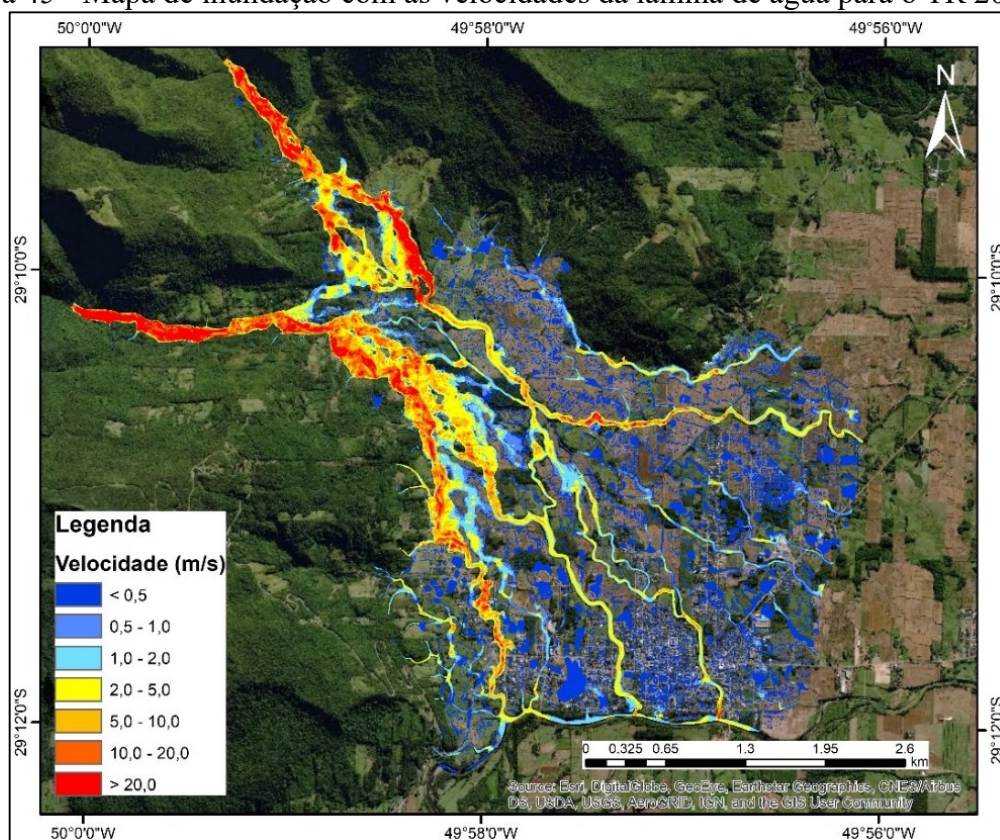 45 - Mapa de inundação com as velocidades da lâmina de água para o TR 20
50°0'0"W 49°58'0"W 49°56'0"W
N
29°10'0"S 29°10'0"S
Legenda
Velocidade (m/s)
< 0,5
0,5 - 1,0
1,0 - 2,0
2,0 - 5,0
5,0 - 10,0
10,0 - 20,0
> 20,0
29°12'0"S 29°12'0"S
0 0.325 0.65 1.3 1.95 2.6
km
Source: Esri, DigitalGlobe, GeoEye, Earthstar Geographics, CNES/Airbus
DS, USDA, USGS, AeroGRID, IGN, and the GIS User Community
50°0'0"W 49°58'0"W 49°56'0"W